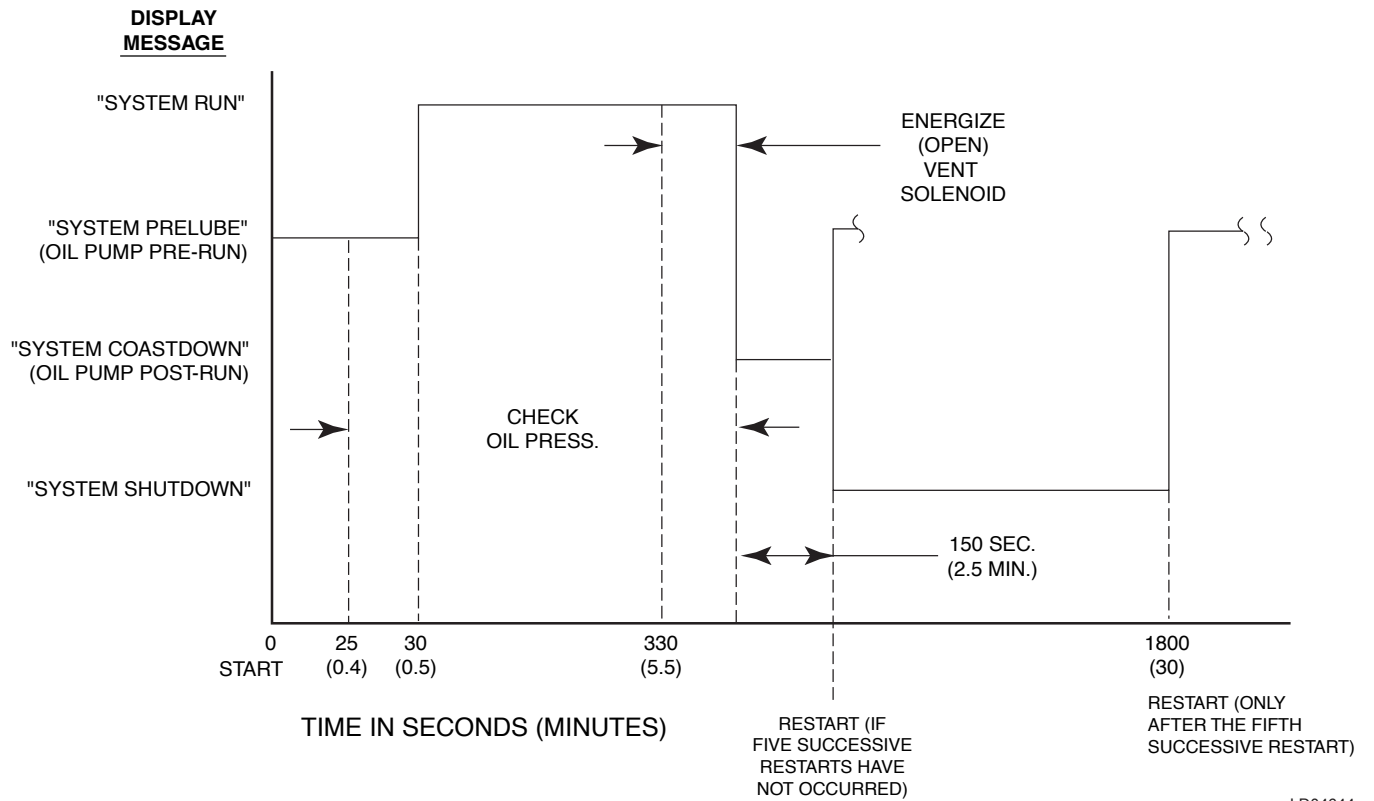 DISPLAY
MESSAGE
"SYSTEM RUN"
ENERGIZE
(OPEN)
VENT
SOLENOID
"SYSTEM PRELUBE"
(OIL PUMP PRE-RUN)
"SYSTEM COASTDOWN"
(OIL PUMP POST-RUN)
CHECK
OIL PRESS.
"SYSTEM SHUTDOWN"
150 SEC.
(2.5 MIN.)
0 25 30 330 1800
START (0.4) (0.5) (5.5) (30)
TIME IN SECONDS (MINUTES)
RESTART (IF
FIVE SUCCESSIVE
RESTARTS HAVE
NOT OCCURRED)
RESTART (ONLY
AFTER THE FIFTH
SUCCESSIVE RESTART)